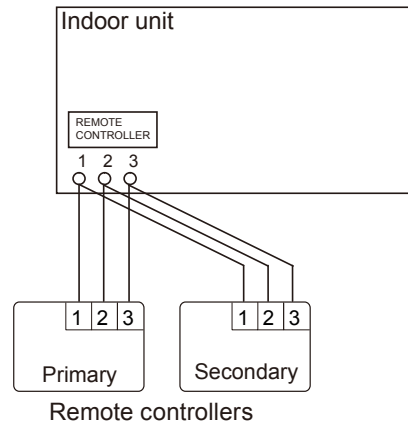 Indoor unit
REMOTE
CONTROLLER
1 2 3
1 2 3
1 2 3
Primary
Secondary
Remote controllers